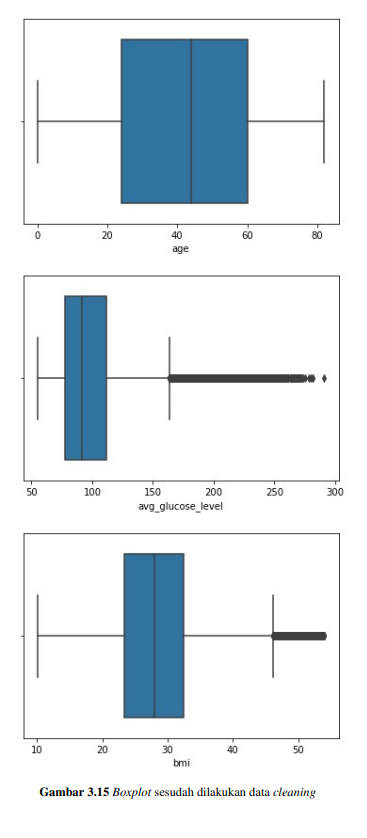 0 20 40 60 80
age
50 100 150 200 250 300
avg_glucose_level
10 20 30 40 50
bmi
Gambar 3.15 Boxplot sesudah dilakukan data cleaning